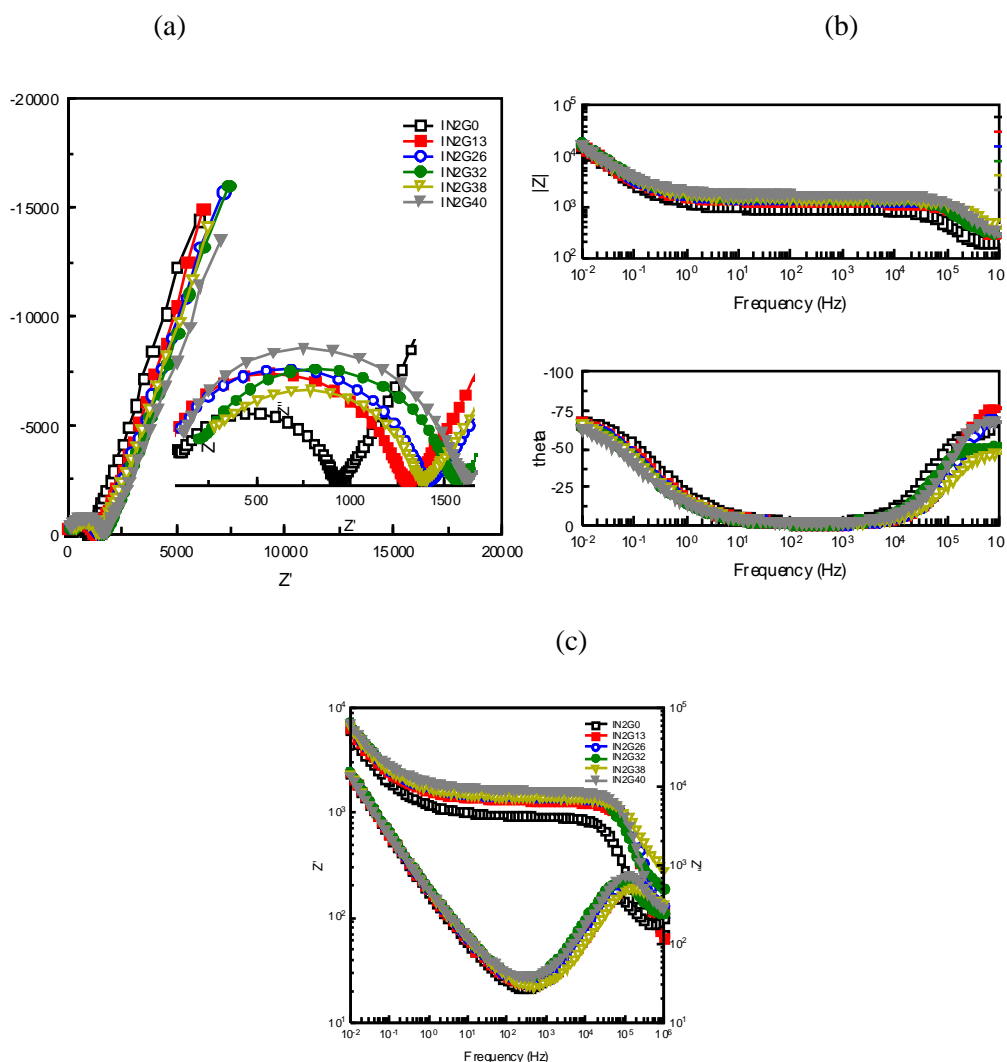 (a)
(b)
-20000
-15000
-10000
-5000
0
0
5000
10000
15000
20000
Z'
IN2G0
IN2G13
IN2G26
IN2G32
IN2G38
IN2G40
Z''
Z''
500
1000
1500
Z'
10^5
10^4
10^3
10^2
|Z|
10^-2
10^-1
10^0
10^1
10^2
10^3
10^4
10^5
10
Frequency (Hz)
-100
-75
-50
-25
0
theta
10^-2
10^-1
10^0
10^1
10^2
10^3
10^4
10^5
10
Frequency (Hz)
(c)
10^4
10^3
10^2
10^1
Z'
IN2G0
IN2G13
IN2G26
IN2G32
IN2G38
IN2G40
10^5
10^4
10^3
10^2
10^1
Z''
10^-2
10^-1
10^0
10^1
10^2
10^3
10^4
10^5
10^6
Frequency (Hz)